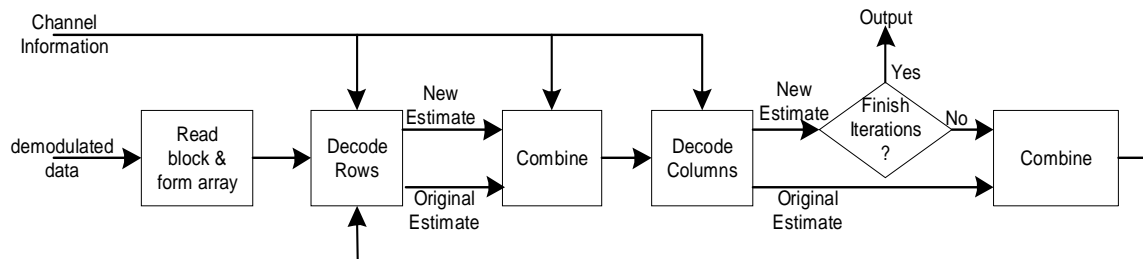 Channel
Information
demodulated
data
Read
block &
form array
Decode
Rows
New
Estimate
Original
Estimate
Combine
Decode
Columns
New
Estimate
Original
Estimate
Output
Yes
Finish
Iterations
?
No
Combine